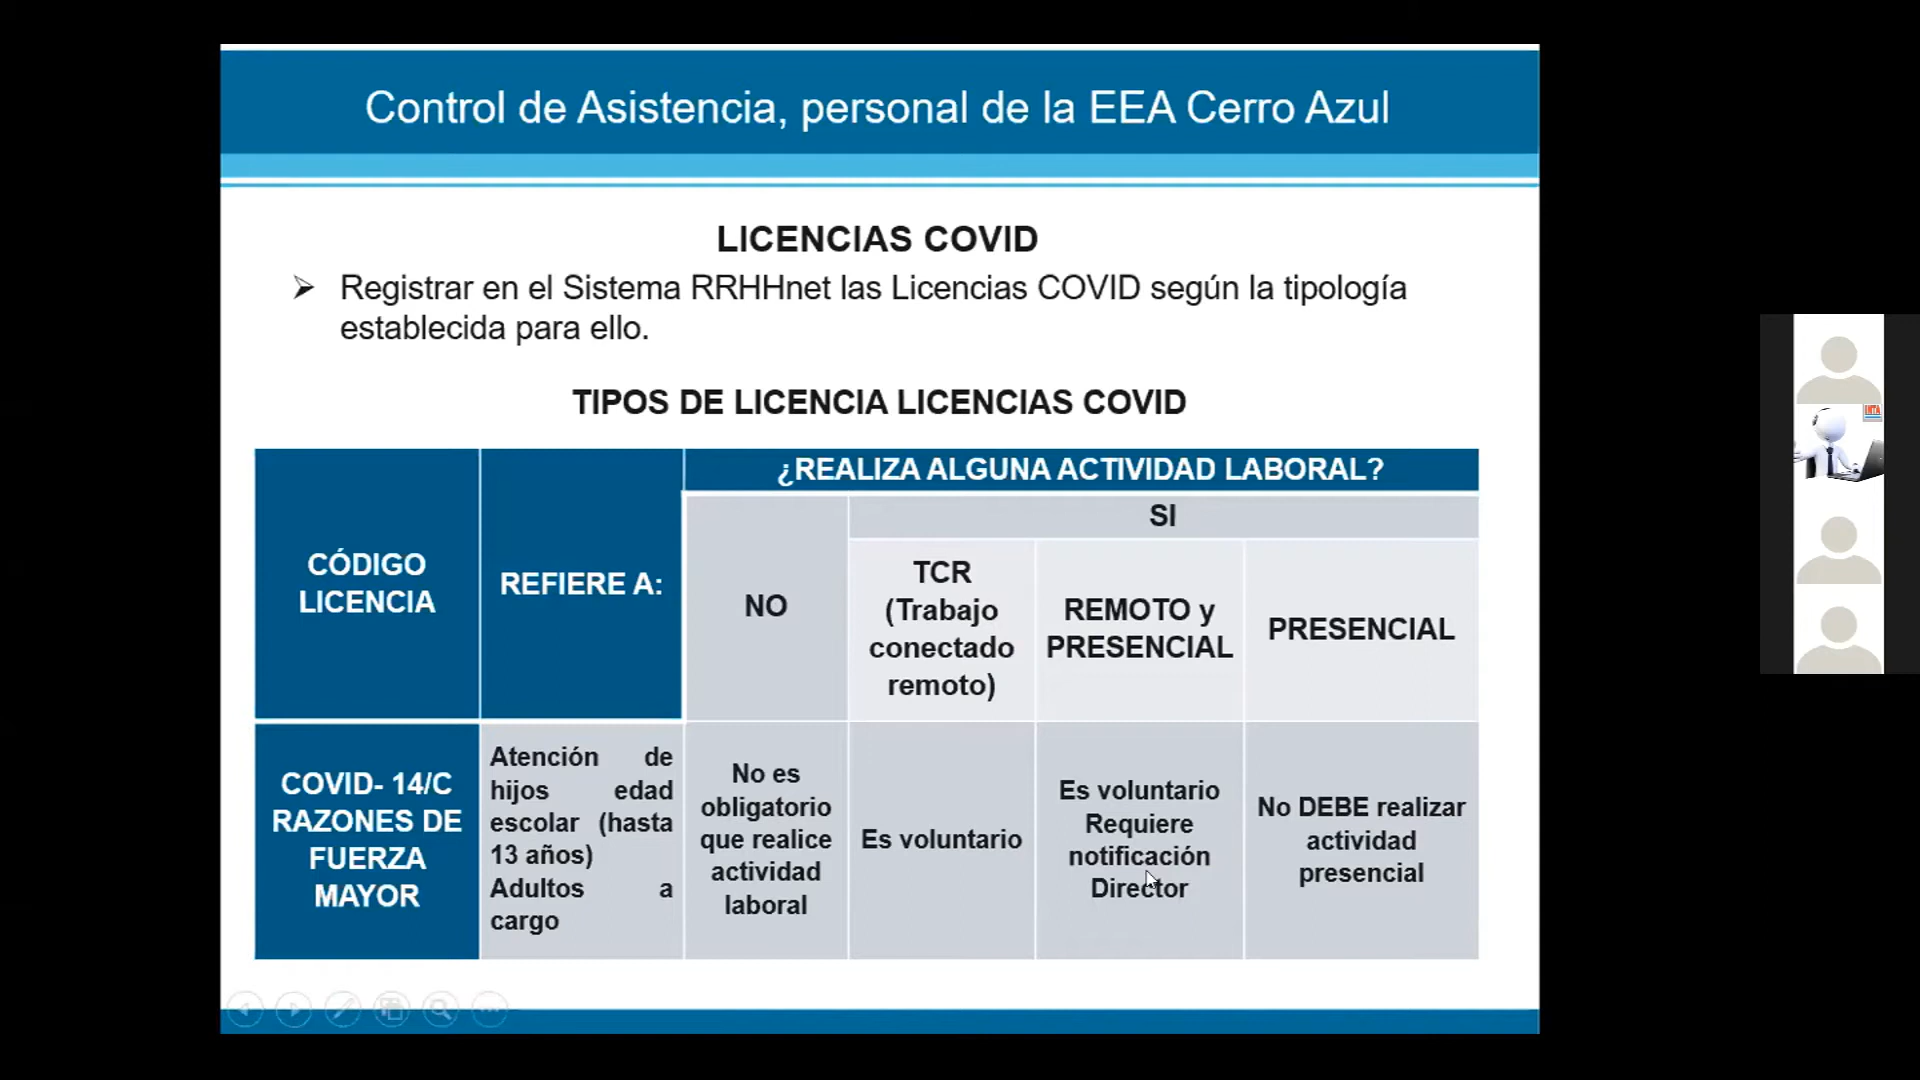 Control de Asistencia, personal de la EEA Cerro Azul
LICENCIAS COVID
Registrar en el Sistema RRHHnet las Licencias COVID según la tipología
establecida para ello.
TIPOS DE LICENCIA LICENCIAS COVID
CÓDIGO
LICENCIA
REFIERE A:
¿REALIZA ALGUNA ACTIVIDAD LABORAL?
NO
SI
TCR
(Trabajo
conectado
remoto)
REMOTO y
PRESENCIAL
PRESENCIAL
COVID- 14/C
RAZONES DE
FUERZA
MAYOR
Atención de
hijos edad
escolar (hasta
13 años)
Adultos a
cargo
No es
obligatorio
que realice
actividad
laboral
Es voluntario
Es voluntario
Requiere
notificación
Director
No DEBE realizar
actividad
presencial